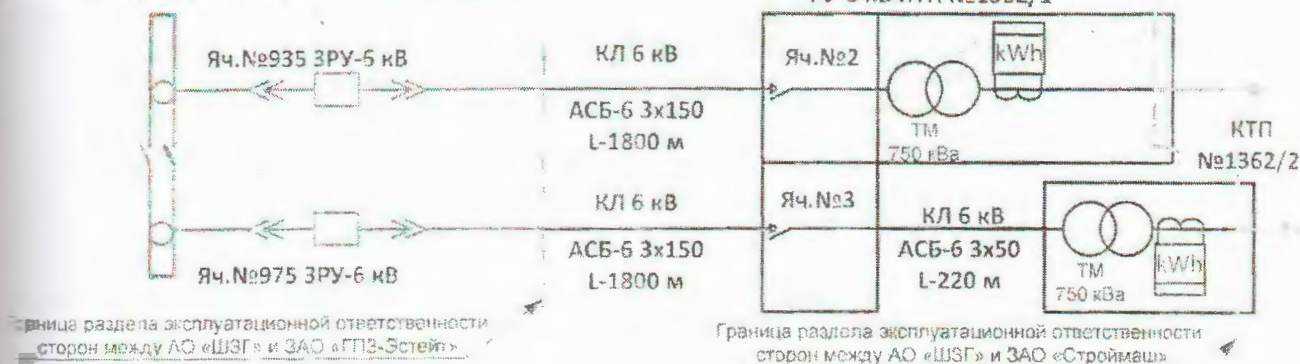 Яч.№935 ЗРУ-6 кВ
КЛ 6 кВ
АСБ-6 3х150
L-1800 м
Яч.№2
kWh
ТМ
750 кВа
КТП
№1362/2
Яч.№975 ЗРУ-6 кВ
КЛ 6 кВ
АСБ-6 3х150
L-1800 м
Яч.№3
КЛ 6 кВ
АСБ-6 3х50
L-220 м
ТМ
750 кВа
kWh
раздела эксплуатационной ответственности
сторон между АО «ШЗГ» и ЗАО «ГПЗ-Эстейт»
Граница раздела эксплуатационной ответственности
сторон между АО «ШЗГ» и ЗАО «Строймаш»